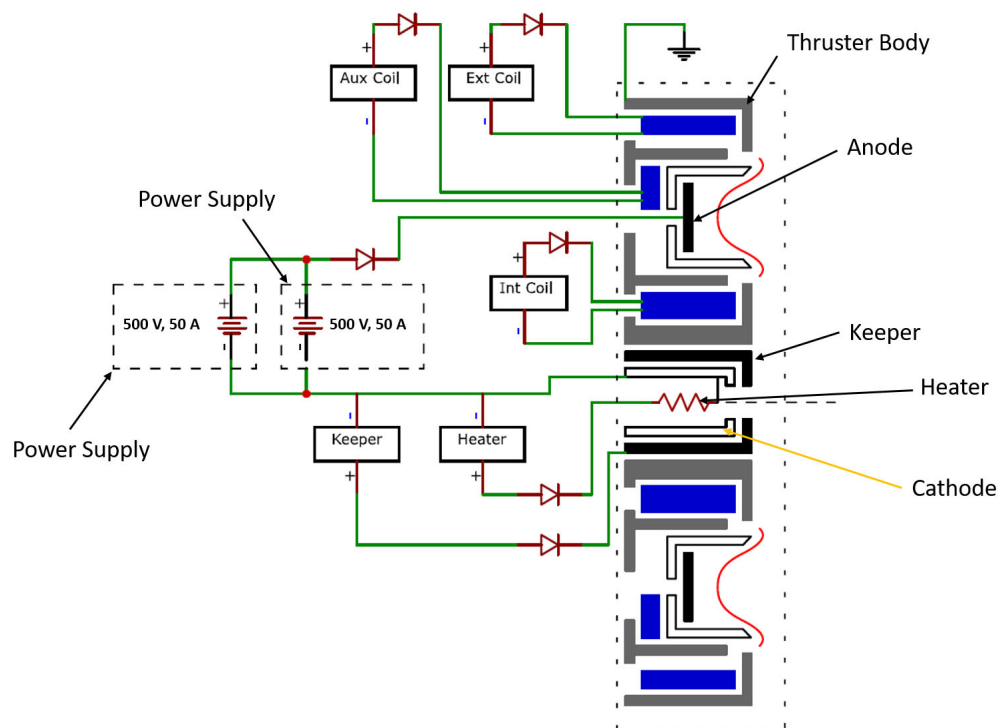 Thruster Body
+
+
Aux Coil
Ext Coil
-
-
Anode
Power Supply
+
Int Coil
-
+
+
500 V, 50 A
500 V, 50 A
-
-
Keeper
Heater
-
-
Keeper
Heater
+
+
Power Supply
Cathode